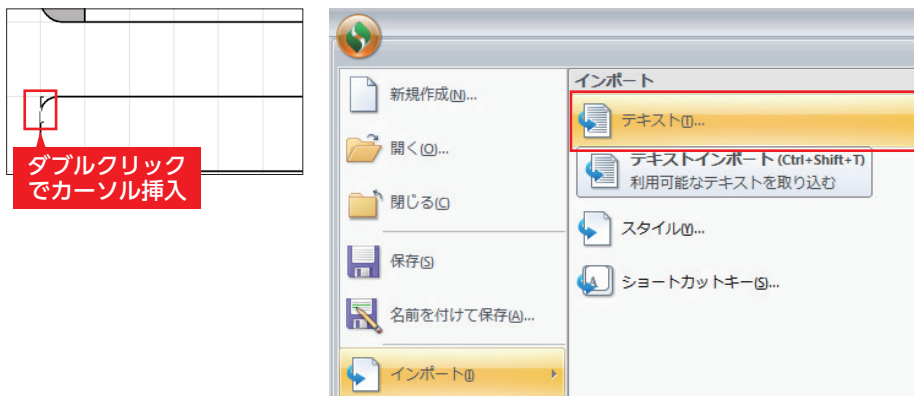 ダブルクリック
でカーソル挿入
新規作成(N)...
開く(O)...
閉じる(C)
保存(S)
名前を付けて保存(A)...
インポート(I)
インポート
テキスト(T)...
テキストインポート (Ctrl+Shift+T)
利用可能なテキストを取り込む
スタイル(Y)...
ショートカットキー(S)...